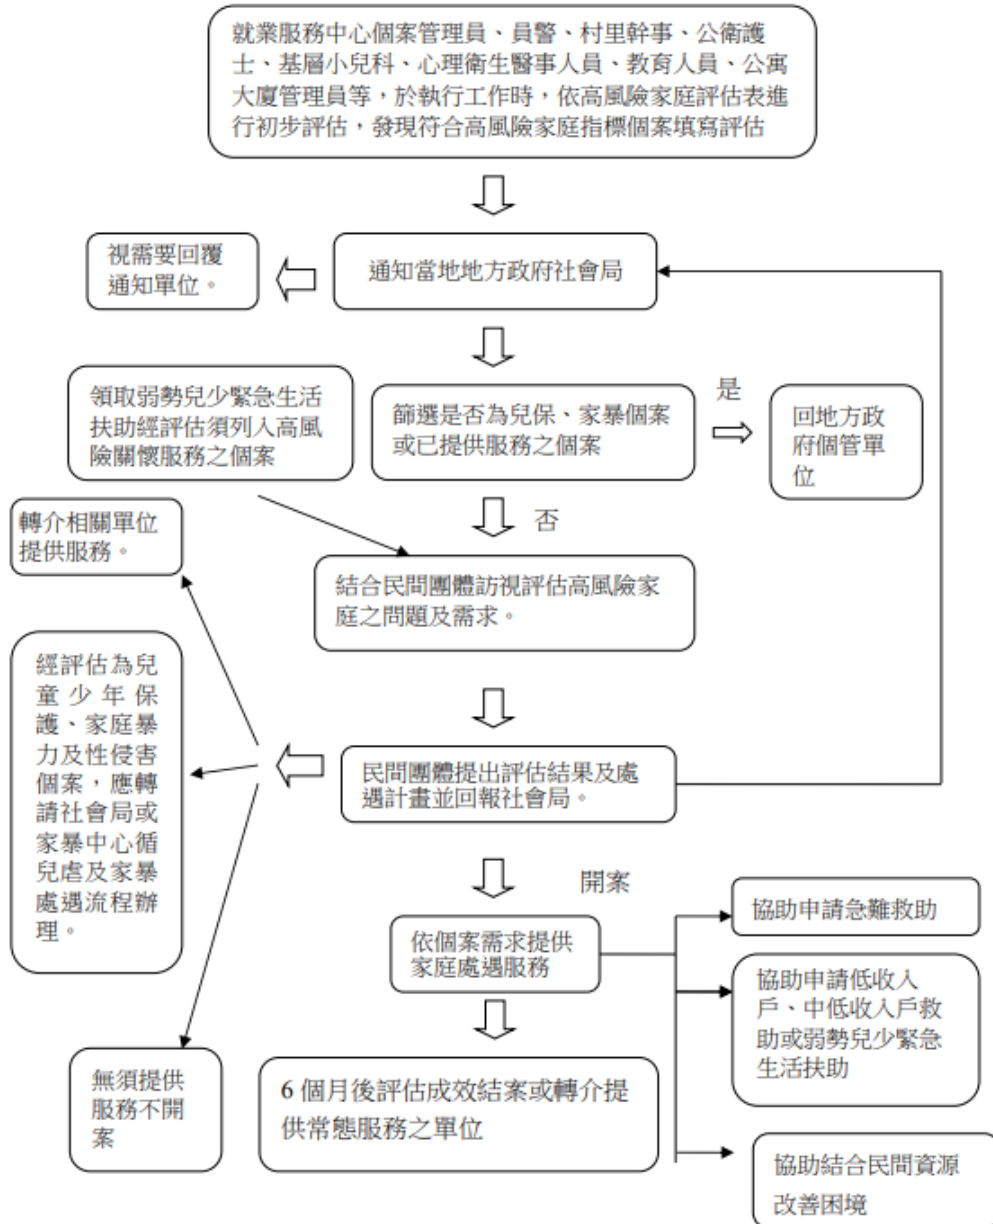 就業服務中心個案管理員、員警、村里幹事、公衛護
士、基層小兒科、心理衛生醫事人員、教育人員、公寓
大廈管理員等，於執行工作時，依高風險家庭評估表進
行初步評估，發現符合高風險家庭指標個案填寫評估
視需要回覆
通知單位。
通知當地地方政府社會局
領取弱勢兒少緊急生活
扶助經評估須列入高風
險關懷服務之個案
篩選是否為兒保、家暴個案
或已提供服務之個案
是
回地方政
府個管單
位
否
轉介相關單位
提供服務。
結合民間團體訪視評估高風險家
庭之問題及需求。
經評估為兒
童少年保
護、家庭暴
力及性侵害
個案，應轉
請社會局或
家暴中心循
兒虐及家暴
處遇流程辦
理。
民間團體提出評估結果及處
遇計畫並回報社會局。
開案
依個案需求提供
家庭處遇服務
協助申請急難救助
協助申請低收入
戶、中低收入戶救
助或弱勢兒少緊急
生活扶助
無須提供
服務不開
案
6 個月後評估成效結案或轉介提
供常態服務之單位
協助結合民間資源
改善困境